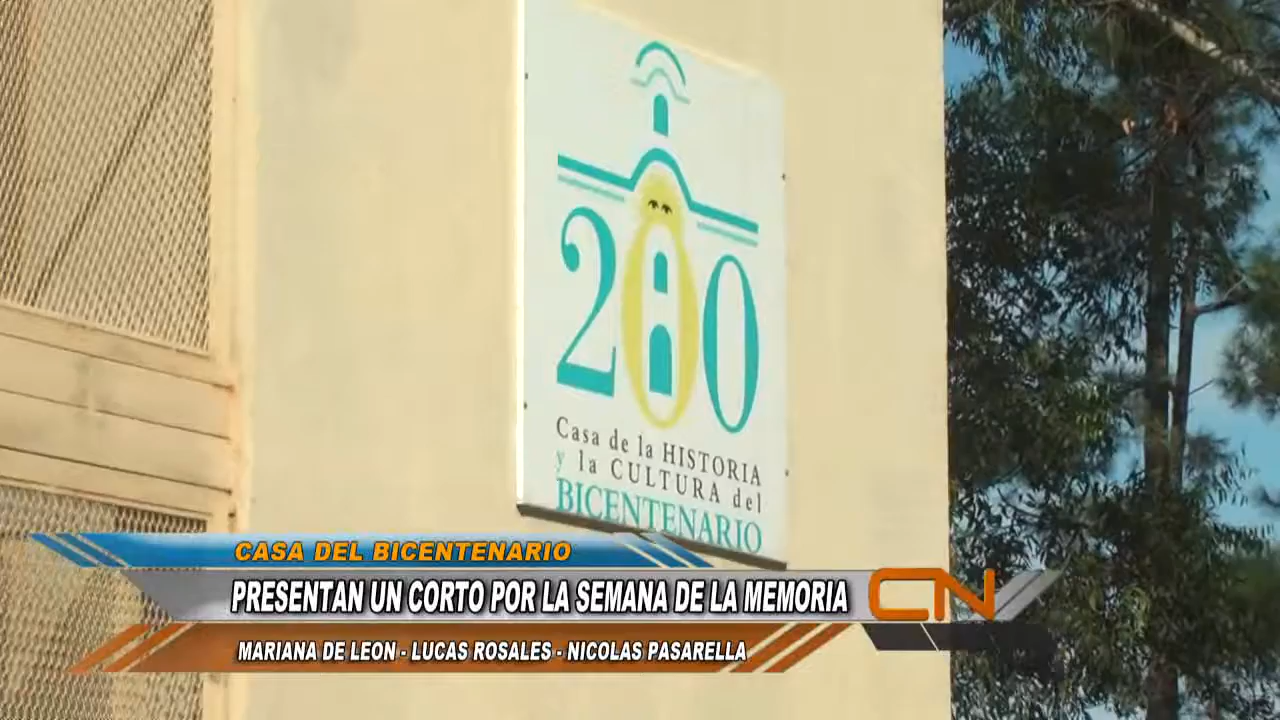 200
Casa de la HISTORIA
y la CULTURA del
BICENTENARIO
CASA DEL BICENTENARIO
PRESENTAN UN CORTO POR LA SEMANA DE LA MEMORIA
CN
MARIANA DE LEON - LUCAS ROSALES - NICOLAS PASARELLA